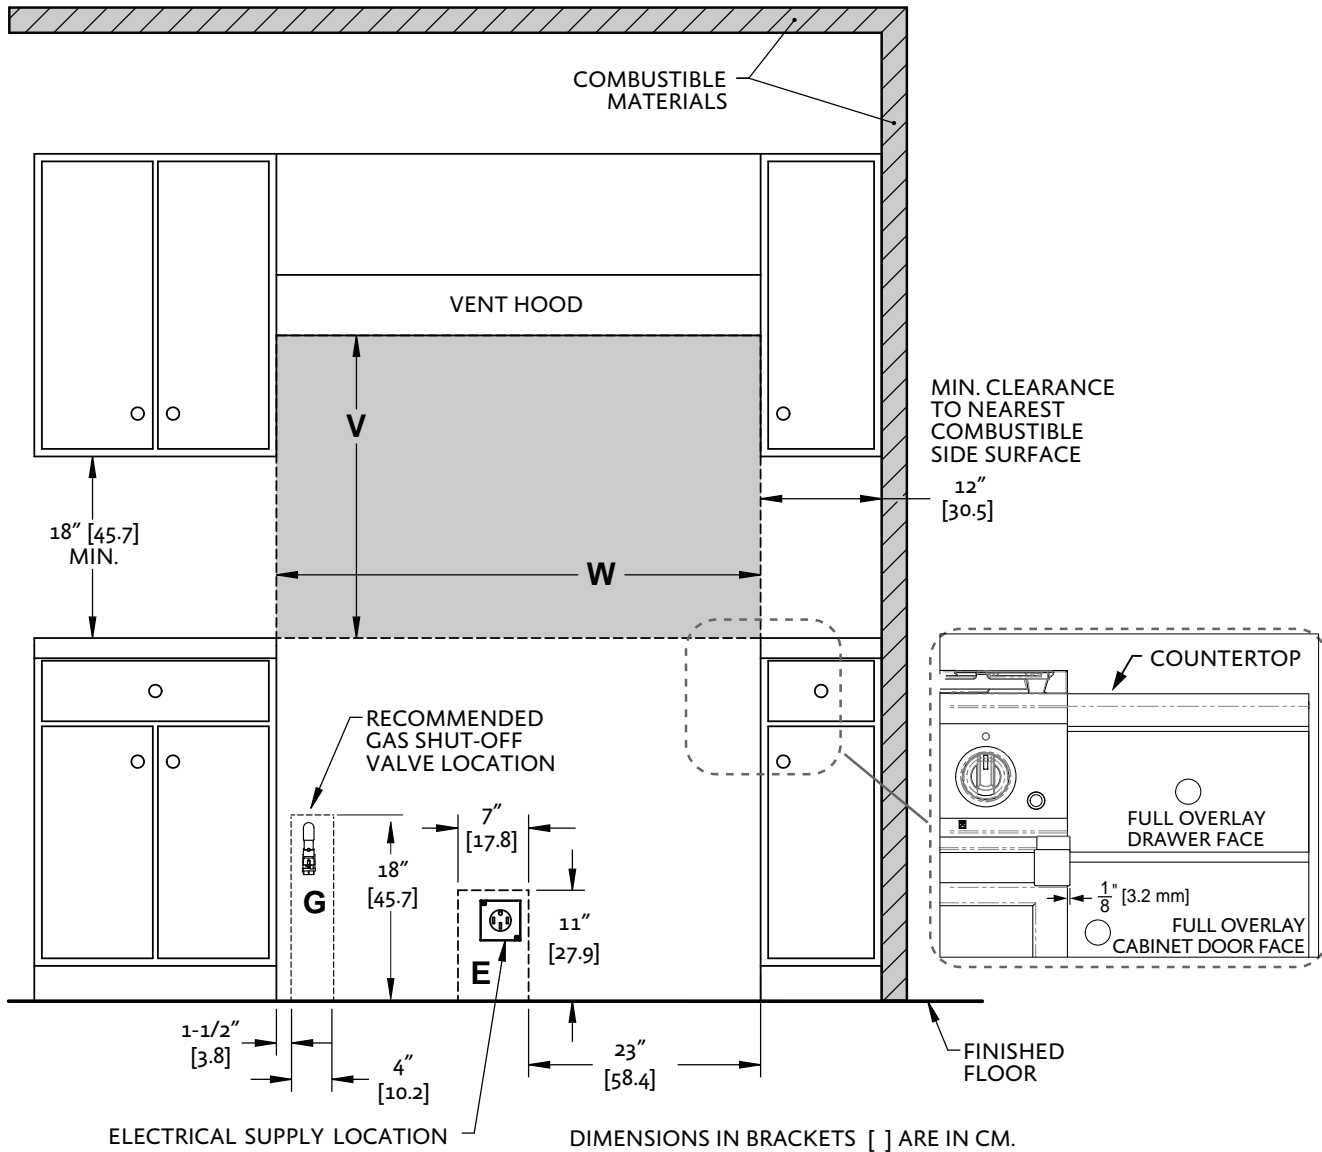 COMBUSTIBLE
MATERIALS
VENT HOOD
V
MIN. CLEARANCE
TO NEAREST
COMBUSTIBLE
SIDE SURFACE
12"
[30.5]
18" [45.7]
MIN.
W
COUNTERTOP
RECOMMENDED
GAS SHUT-OFF
VALVE LOCATION
7"
[17.8]
FULL OVERLAY
DRAWER FACE
18"
[45.7]
G
1/8" [3.2 mm]
11"
[27.9]
FULL OVERLAY
CABINET DOOR FACE
E
1-1/2"
[3.8]
4"
[10.2]
23"
[58.4]
FINISHED
FLOOR
ELECTRICAL SUPPLY LOCATION
DIMENSIONS IN BRACKETS [ ] ARE IN CM.